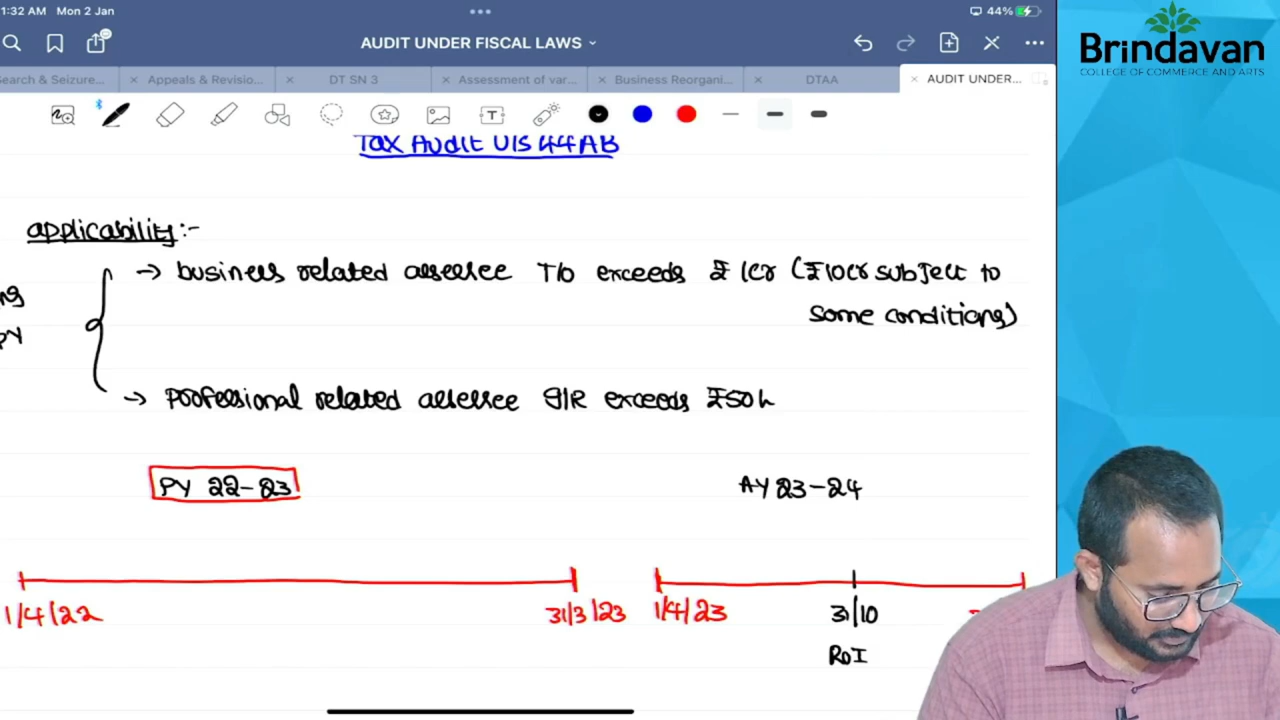 1:32 AM Mon 2 Jan
44%
AUDIT UNDER FISCAL LAWS
Brindavan
COLLEGE OF COMMERCE AND ARTS
earch & Seizure...
Appeals & Revisio...
DT SN 3
Assessment of var...
Business Reorgani...
DTAA
AUDIT UNDER...
Tax Audit U/S 44AB
applicability:-
→ business related assessee T/O exceeds ₹ 1cr (₹10cr subject to
some conditions)
→ Professional related assessee G/R exceeds ₹50L
PY 22-23
AY 23-24
1/4/22
31/3/23
1/4/23
31/10
ROI